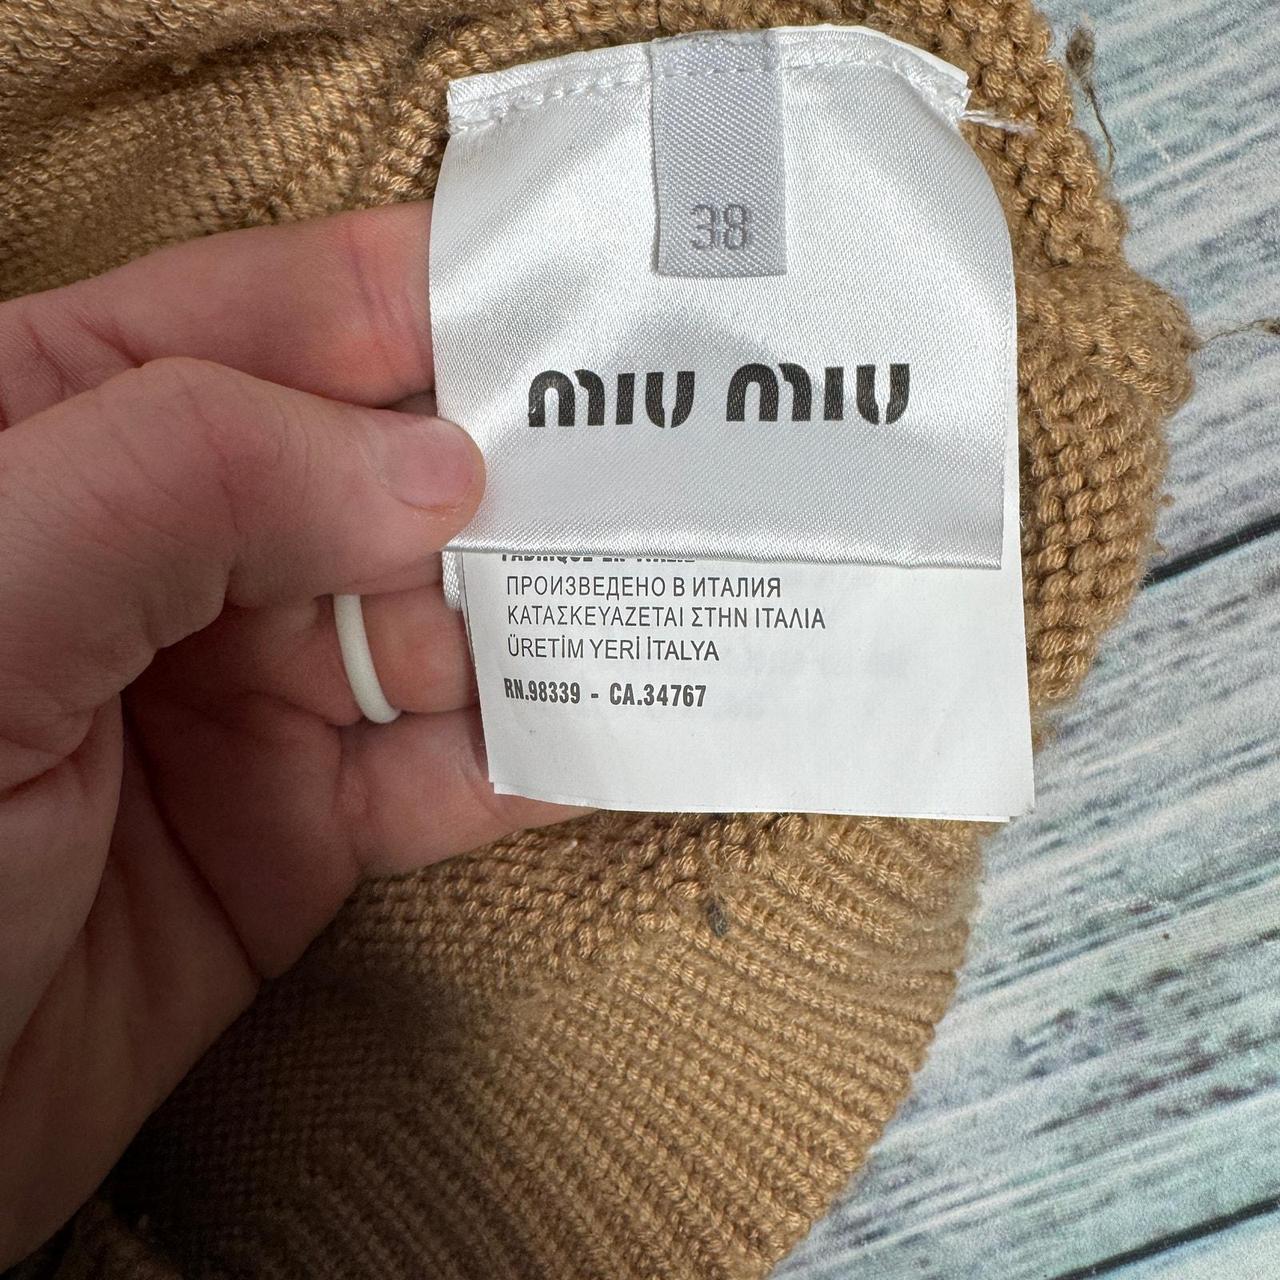 38
miu miu
ПРОИЗВЕДЕНО В ИТАЛИЯ
ΚΑΤΑΣΚΕΥΑΖΕΤΑΙ ΣΤΗΝ ΙΤΑΛΙΑ
ÜRETİM YERİ İTALYA
RN.98339 - CA.34767